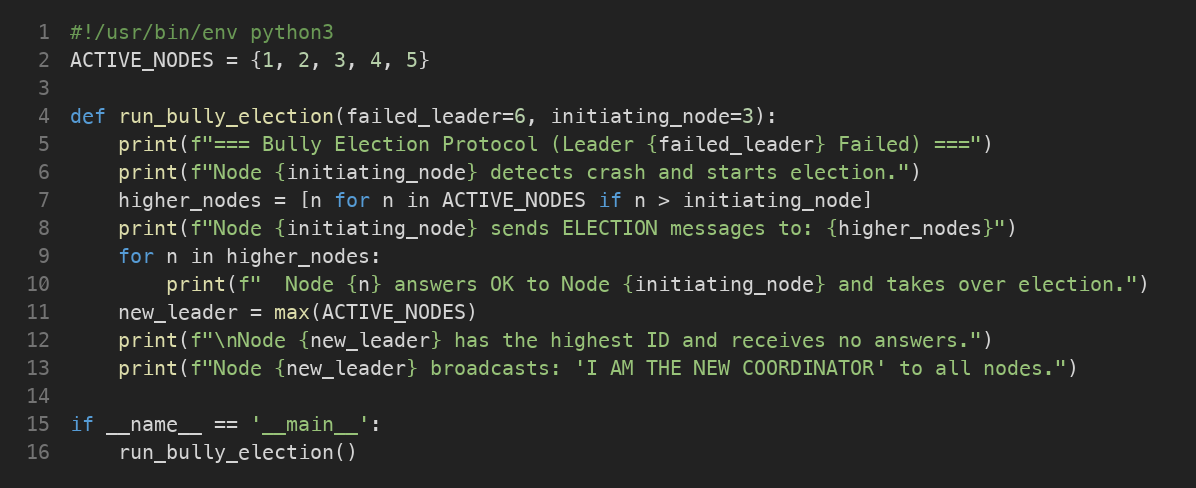 1 #!/usr/bin/env python3
2 ACTIVE_NODES = {1, 2, 3, 4, 5}
3
4 def run_bully_election(failed_leader=6, initiating_node=3):
5     print(f"=== Bully Election Protocol (Leader {failed_leader} Failed) ===")
6     print(f"Node {initiating_node} detects crash and starts election.")
7     higher_nodes = [n for n in ACTIVE_NODES if n > initiating_node]
8     print(f"Node {initiating_node} sends ELECTION messages to: {higher_nodes}")
9     for n in higher_nodes:
10         print(f"  Node {n} answers OK to Node {initiating_node} and takes over election.")
11     new_leader = max(ACTIVE_NODES)
12     print(f"\nNode {new_leader} has the highest ID and receives no answers.")
13     print(f"Node {new_leader} broadcasts: 'I AM THE NEW COORDINATOR' to all nodes.")
14
15 if __name__ == '__main__':
16     run_bully_election()